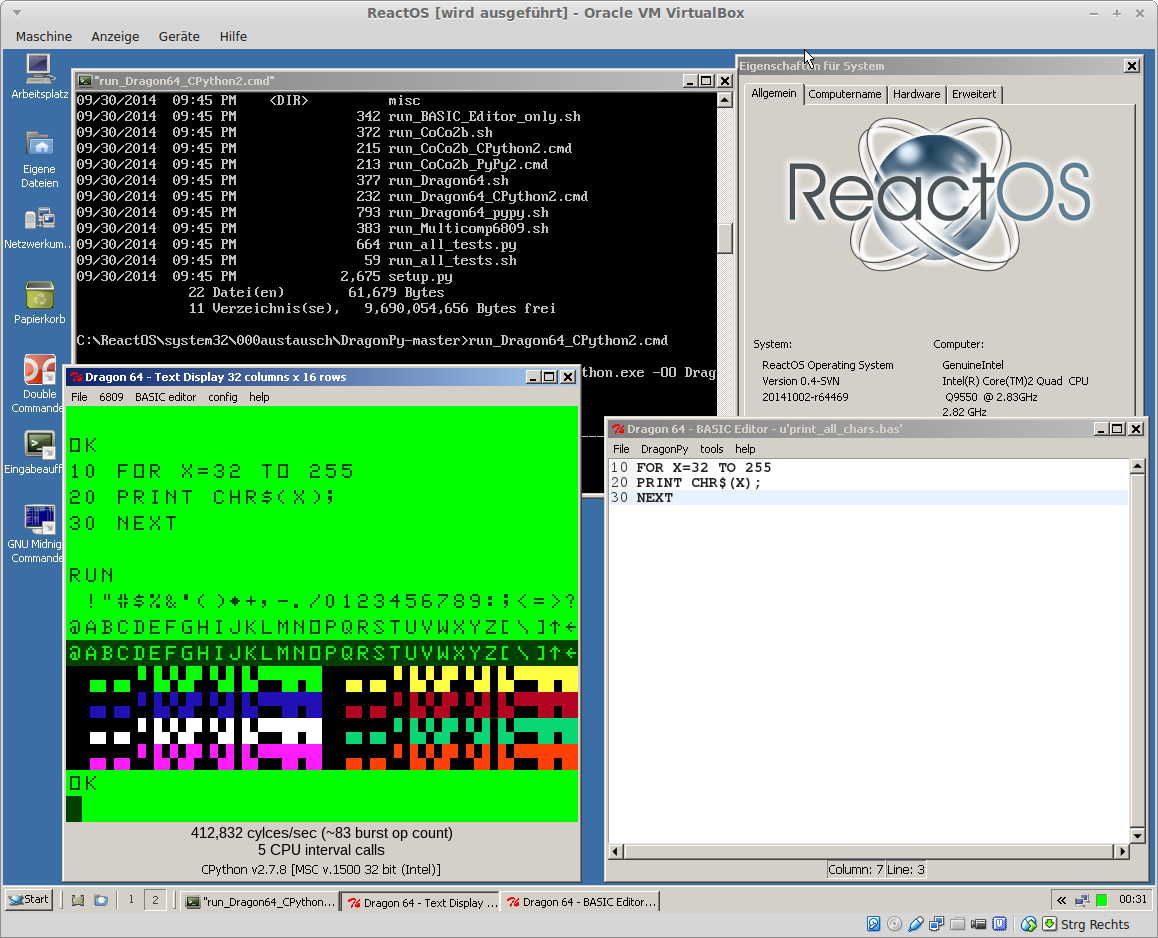 ReactOS [wird ausgeführt] - Oracle VM VirtualBox
Maschine Anzeige Geräte Hilfe
Arbeitsplatz
Eigene
Dateien
Netzwerkum...
Papierkorb
Double
Commande
Eingabeauff
GNU Midnig
Commande
"run_Dragon64_CPython2.cmd"
09/30/2014 09:45 PM <DIR> misc
09/30/2014 09:45 PM 342 run_BASIC_Editor_only.sh
09/30/2014 09:45 PM 372 run_CoCo2b.sh
09/30/2014 09:45 PM 215 run_CoCo2b_CPython2.cmd
09/30/2014 09:45 PM 213 run_CoCo2b_PyPy2.cmd
09/30/2014 09:45 PM 377 run_Dragon64.sh
09/30/2014 09:45 PM 232 run_Dragon64_CPython2.cmd
09/30/2014 09:45 PM 793 run_Dragon64_pypy.sh
09/30/2014 09:45 PM 383 run_Multicomp6809.sh
09/30/2014 09:45 PM 664 run_all_tests.py
09/30/2014 09:45 PM 59 run_all_tests.sh
09/30/2014 09:45 PM 2,675 setup.py
22 Datei(en) 61,679 Bytes
11 Verzeichnis(se), 9,690,054,656 Bytes frei
C:\ReactOS\system32\000austausch\DragonPy-master>run_Dragon64_CPython2.cmd
thon.exe -OO Drag
Eigenschaften für System
Allgemein Computername Hardware Erweitert
ReactOS
System:
ReactOS Operating System
Version 0.4-SVN
20141002-r64469
Computer:
GenuineIntel
Intel(R) Core(TM)2 Quad CPU
Q9550 @ 2.83GHz
2.82 GHz
Dragon 64 - Text Display 32 columns x 16 rows
File 6809 BASIC editor config help
OK
10 FOR X=32 TO 255
20 PRINT CHR$(X);
30 NEXT
RUN
!"#$%&'()*+,-./0123456789:;<=>?
@ABCDEFGHIJKLMNOPQRSTUVWXYZ[\]↑←
@ABCDEFGHIJKLMNOPQRSTUVWXYZ[\]↑←
OK
412,832 cylces/sec (~83 burst op count)
5 CPU interval calls
CPython v2.7.8 [MSC v.1500 32 bit (Intel)]
Dragon 64 - BASIC Editor - u'print_all_chars.bas'
File DragonPy tools help
10 FOR X=32 TO 255
20 PRINT CHR$(X);
30 NEXT
Column: 7 Line: 3
Start 1 2 "run_Dragon64_CPython... Dragon 64 - Text Display ... Dragon 64 - BASIC Editor... « 00:31
Strg Rechts